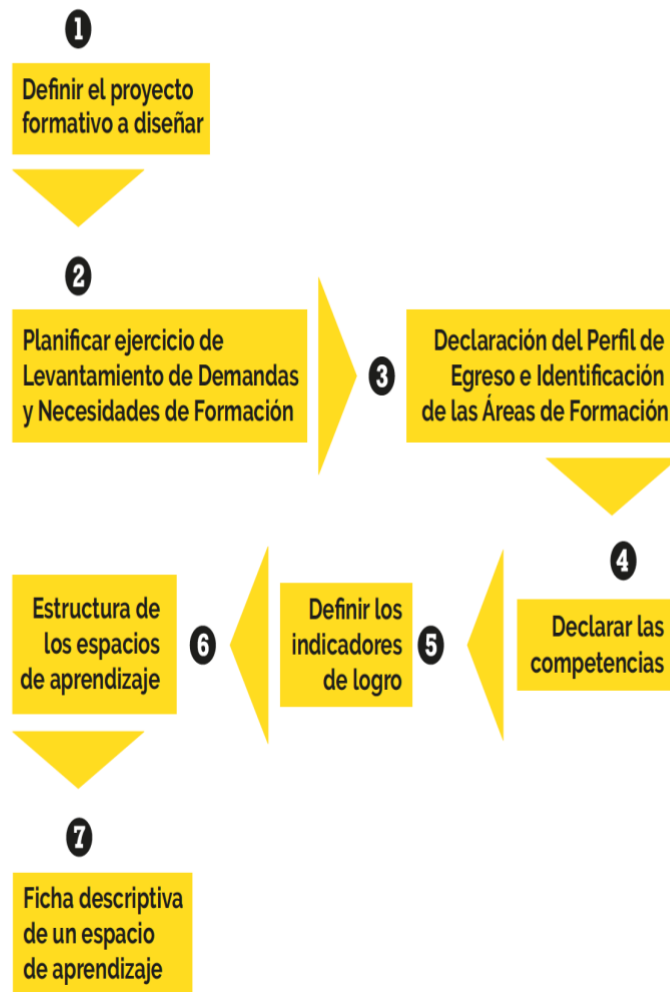 1
Definir el proyecto
formativo a diseñar
2
Planificar ejercicio de
Levantamiento de Demandas
y Necesidades de Formación
3
Declaración del Perfil de
Egreso e Identificación
de las Áreas de Formación
4
Declarar las
competencias
5
Definir los
indicadores
de logro
6
Estructura de
los espacios
de aprendizaje
7
Ficha descriptiva
de un espacio
de aprendizaje